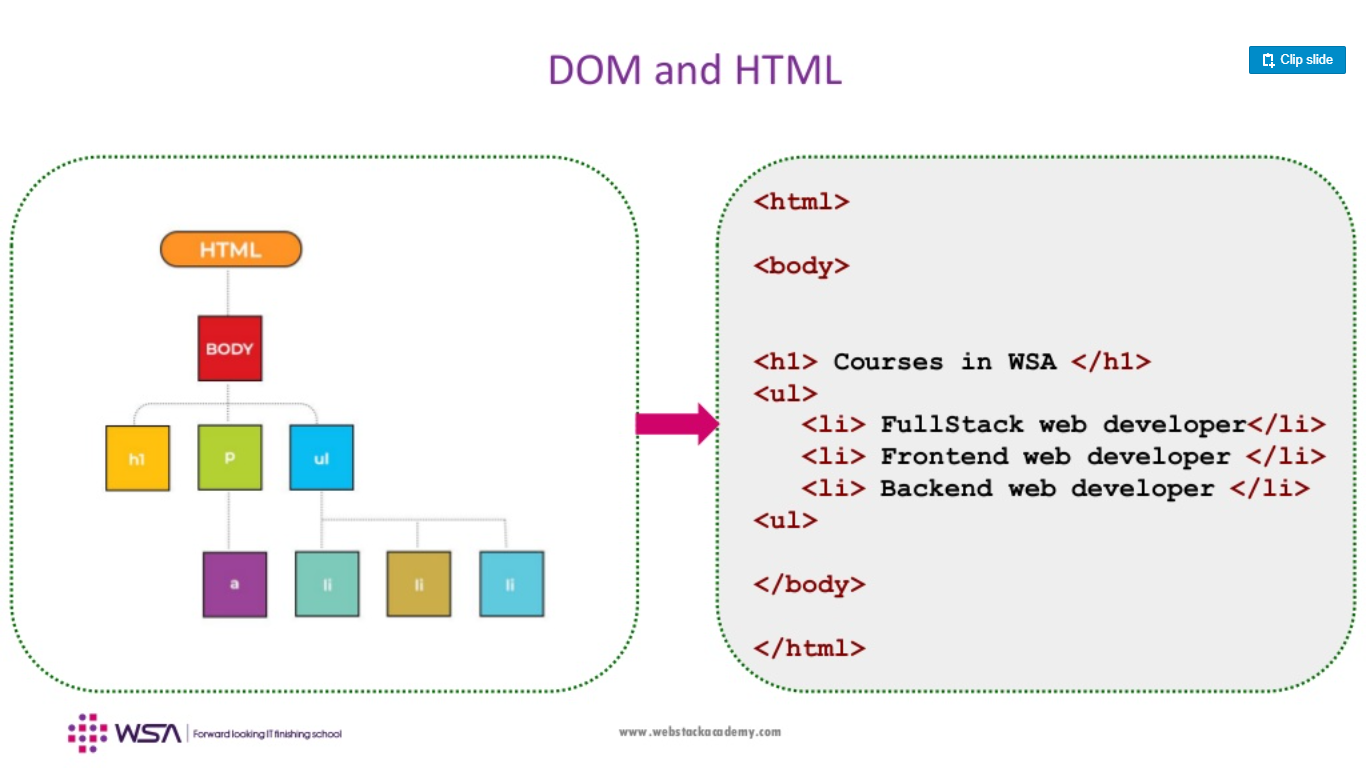 DOM and HTML
Clip slide
HTML
BODY
h1
p
ul
a
li
li
li
<html>
<body>
<h1> Courses in WSA </h1>
<ul>
<li> FullStack web developer</li>
<li> Frontend web developer </li>
<li> Backend web developer </li>
<ul>
</body>
</html>
WSA
Forward looking IT finishing school
www.webstackacademy.com